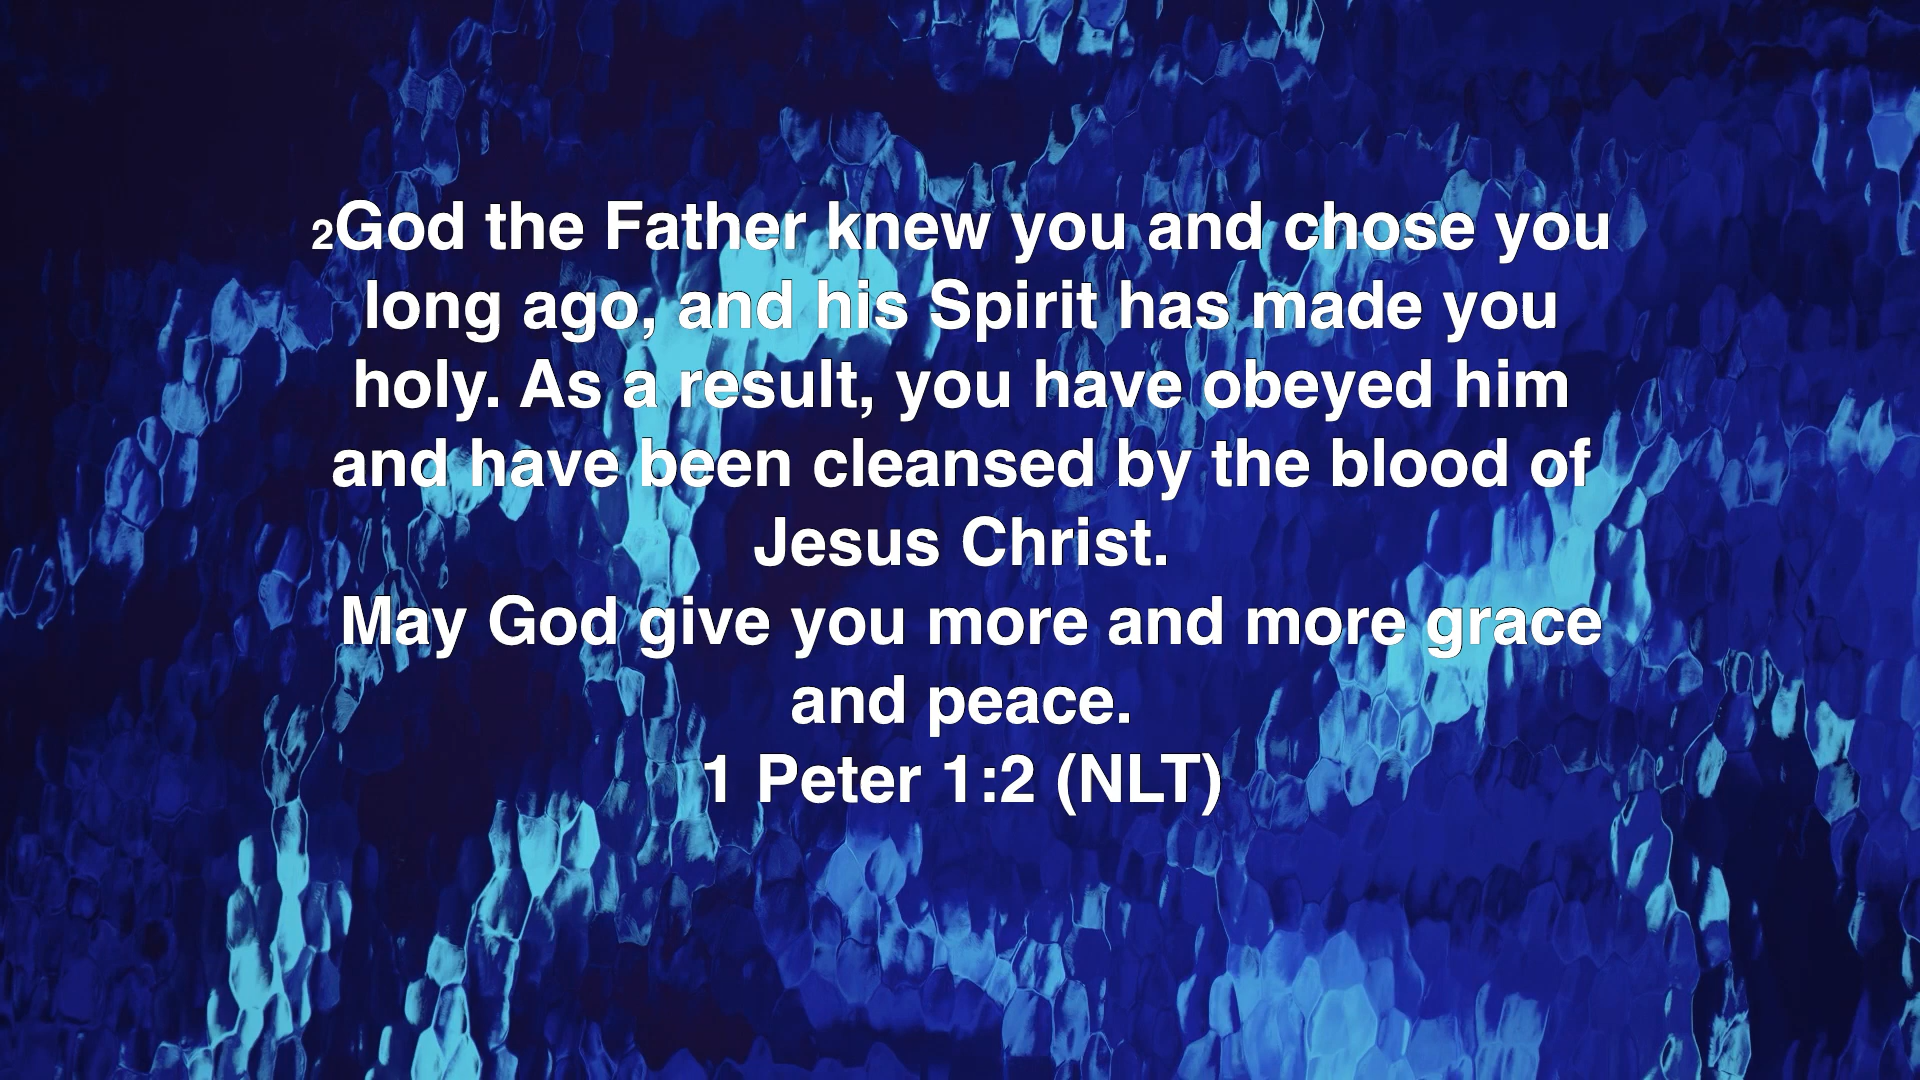 2God the Father knew you and chose you
long ago, and his Spirit has made you
holy. As a result, you have obeyed him
and have been cleansed by the blood of
Jesus Christ.
May God give you more and more grace
and peace.
1 Peter 1:2 (NLT)